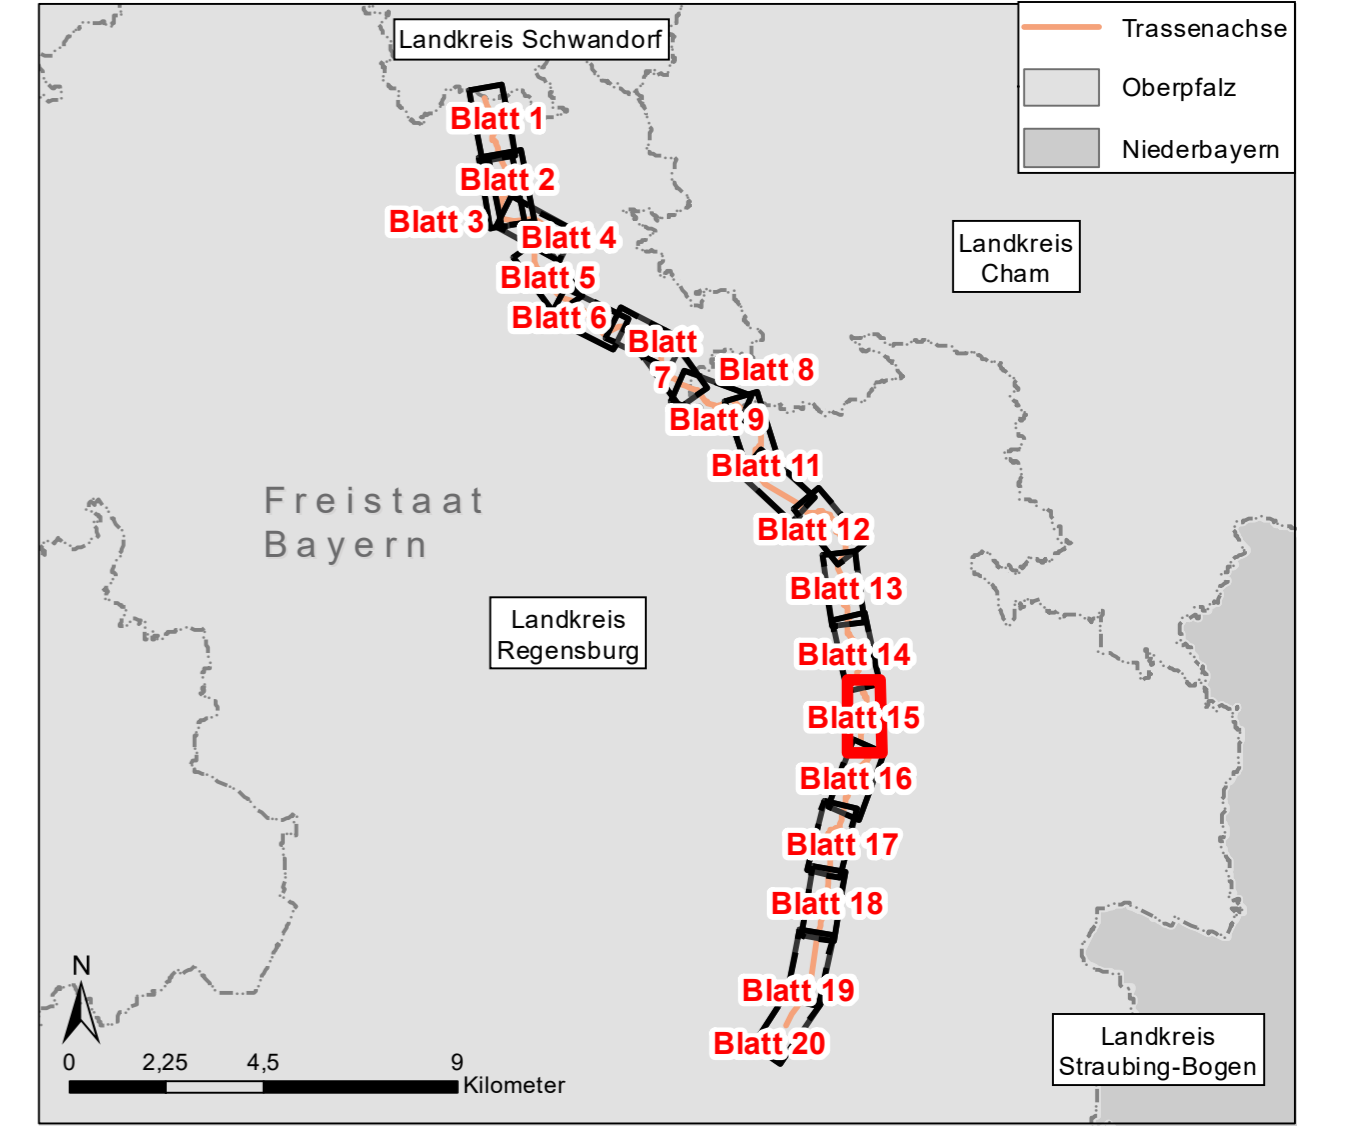 Landkreis Schwandorf
Trassenachse
Oberpfalz
Niederbayern
Blatt 1
Blatt 2
Blatt 3
Blatt 4
Blatt 5
Blatt 6
Blatt
7
Blatt 8
Blatt 9
Blatt 11
Blatt 12
Blatt 13
Blatt 14
Blatt 15
Blatt 16
Blatt 17
Blatt 18
Blatt 19
Blatt 20
Landkreis
Cham
Freistaat
Bayern
Landkreis
Regensburg
Landkreis
Straubing-Bogen
N
0 2,25 4,5 9
Kilometer